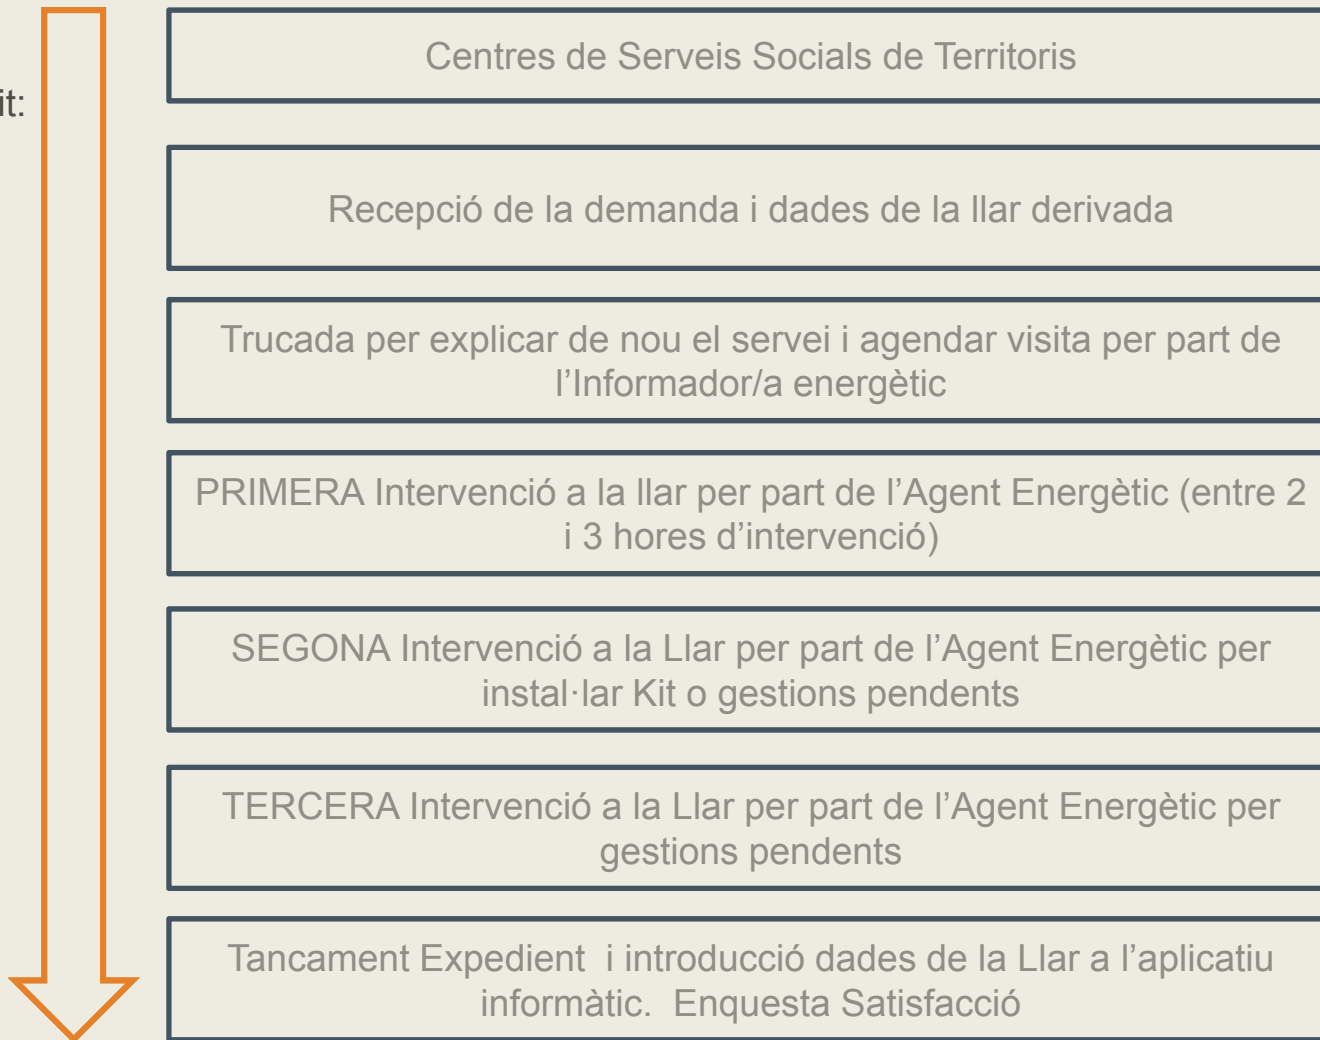 it:
Centres de Serveis Socials de Territoris
Recepció de la demanda i dades de la llar derivada
Trucada per explicar de nou el servei i agendar visita per part de
l’Informador/a energètic
PRIMERA Intervenció a la llar per part de l’Agent Energètic (entre 2
i 3 hores d’intervenció)
SEGONA Intervenció a la Llar per part de l’Agent Energètic per
instal·lar Kit o gestions pendents
TERCERA Intervenció a la Llar per part de l’Agent Energètic per
gestions pendents
Tancament Expedient  i introducció dades de la Llar a l’aplicatiu
informàtic.  Enquesta Satisfacció